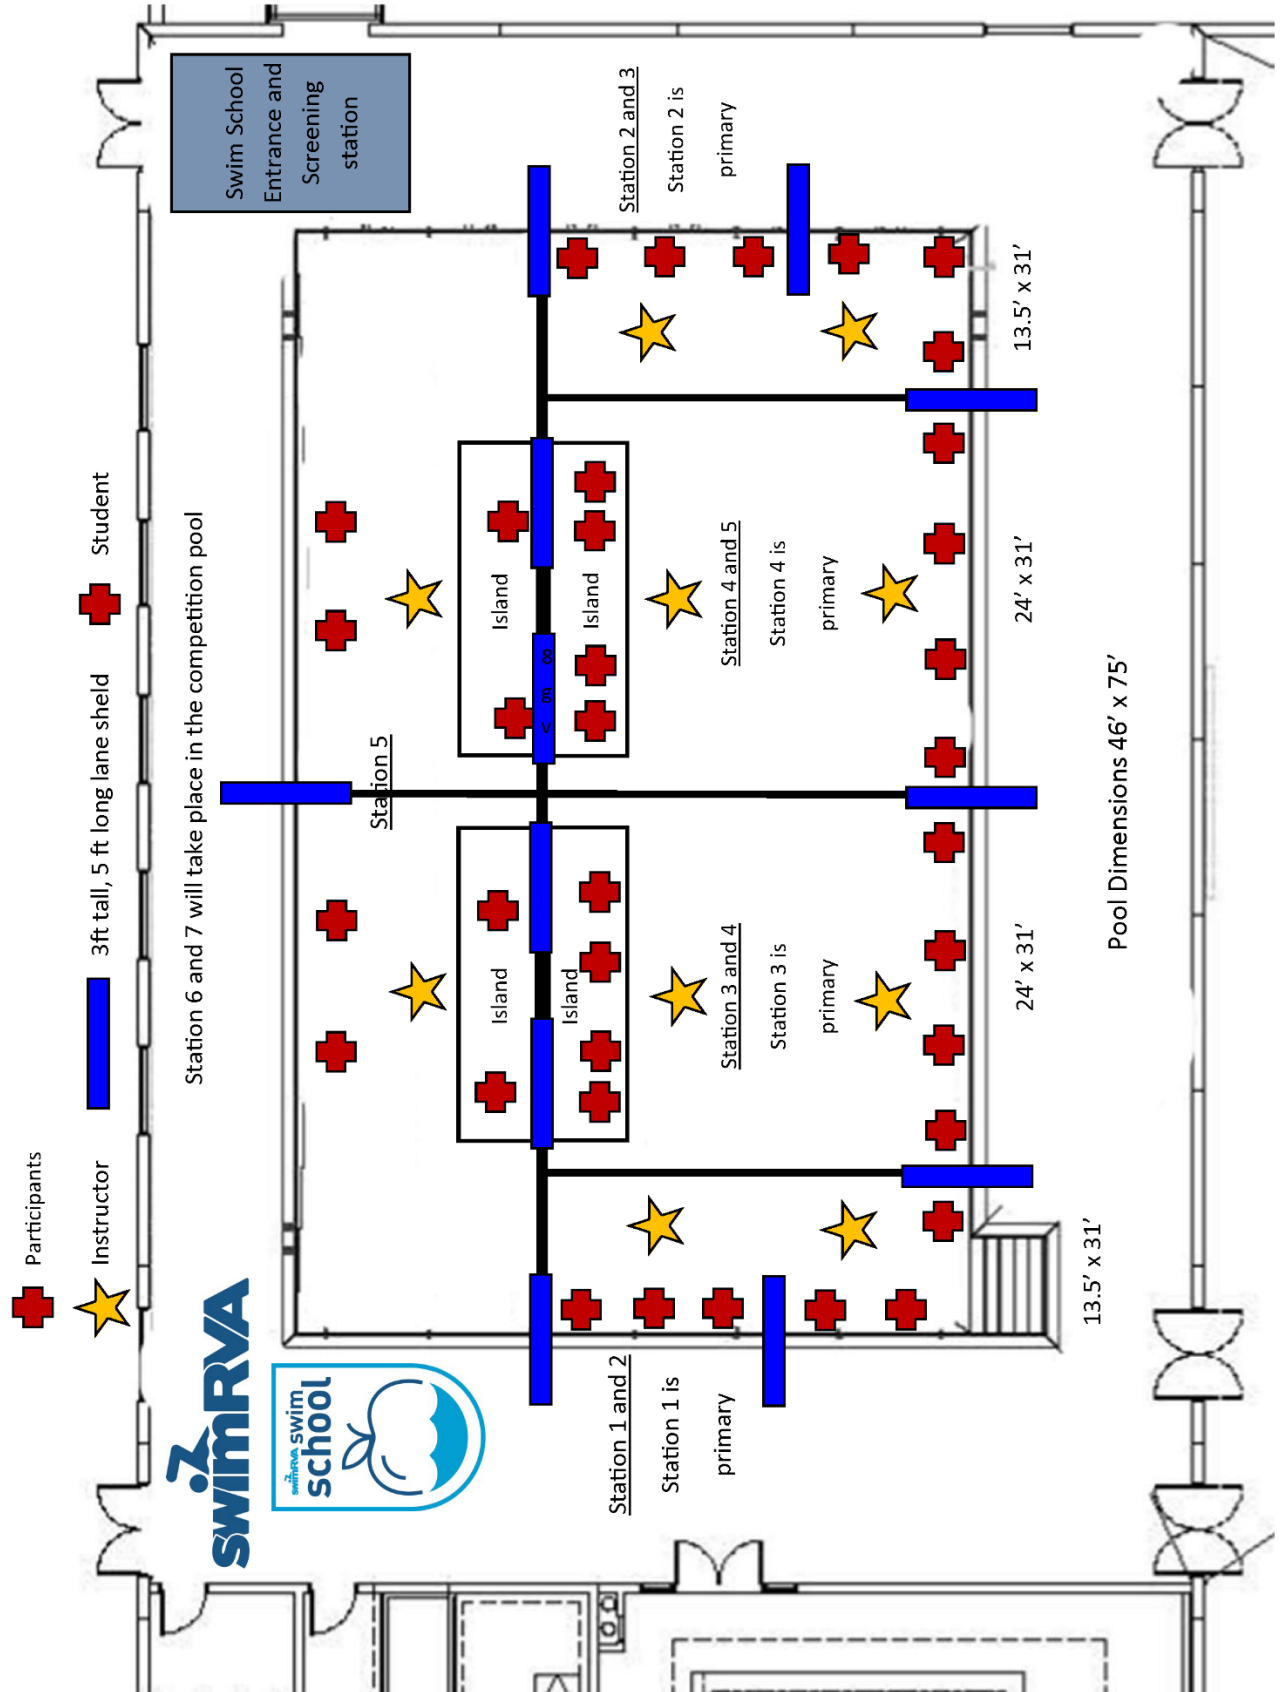 Participants
Instructor
3ft tall, 5 ft long lane sheld
Student
swimRVA
Station 6 and 7 will take place in the competition pool
Swim School
Entrance and
Screening
station
swimRVA swim
school
Station 5
Island
Island
Island
Island
Station 1 and 2
Station 1 is
primary
Station 3 and 4
Station 3 is
primary
Station 4 and 5
Station 4 is
primary
Station 2 and 3
Station 2 is
primary
13.5’ x 31’
24’ x 31’
24’ x 31’
13.5’ x 31’
Pool Dimensions 46’ x 75’